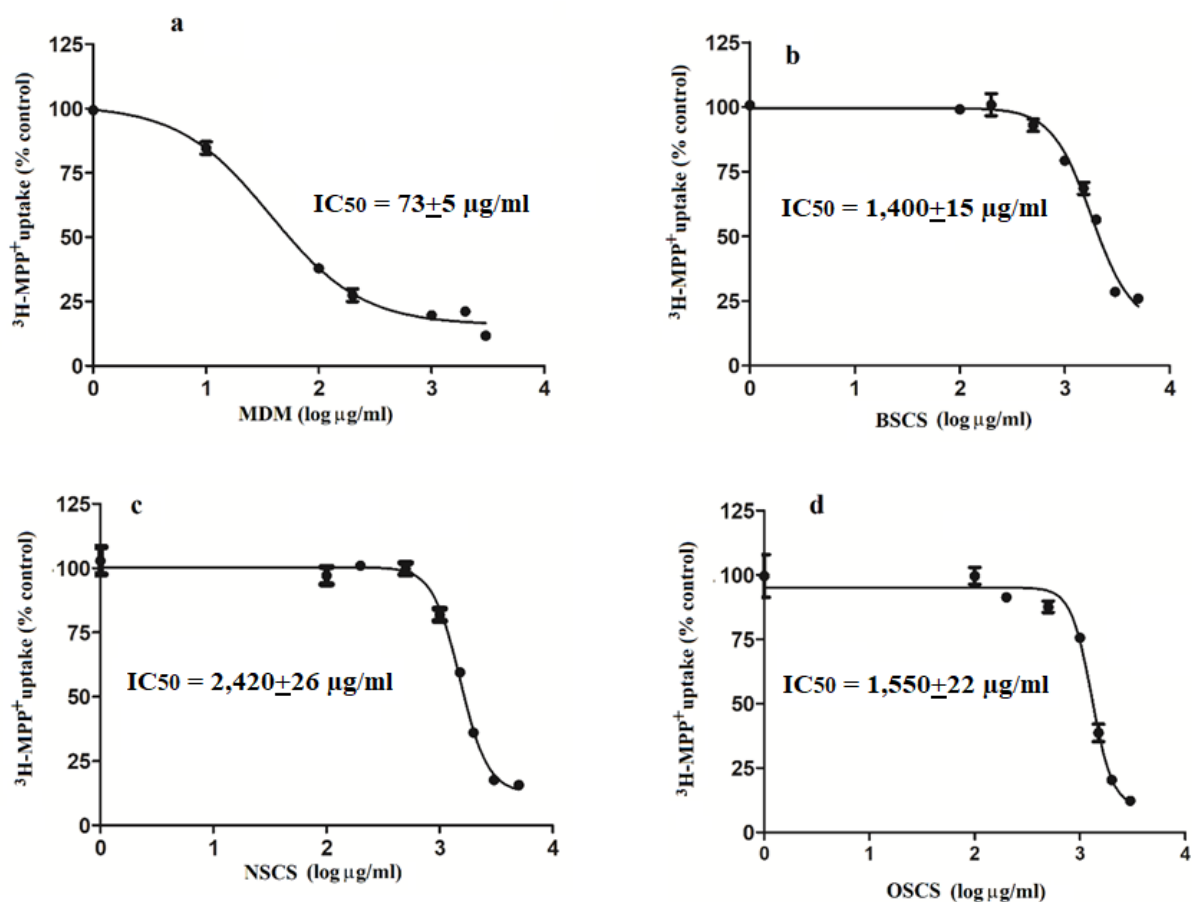 a
125
100
75
50
25
0
³H-MPP⁺uptake (% control)
IC50 = 73±5 µg/ml
0 1 2 3 4
MDM (log µg/ml)
b
125
100
75
50
25
0
³H-MPP⁺uptake (% control)
IC50 = 1,400±15 µg/ml
0 1 2 3 4
BSCS (log µg/ml)
c
125
100
75
50
25
0
³H-MPP⁺uptake (% control)
IC50 = 2,420±26 µg/ml
0 1 2 3 4
NSCS (log µg/ml)
d
125
100
75
50
25
0
³H-MPP⁺uptake (% control)
IC50 = 1,550±22 µg/ml
0 1 2 3 4
OSCS (log µg/ml)